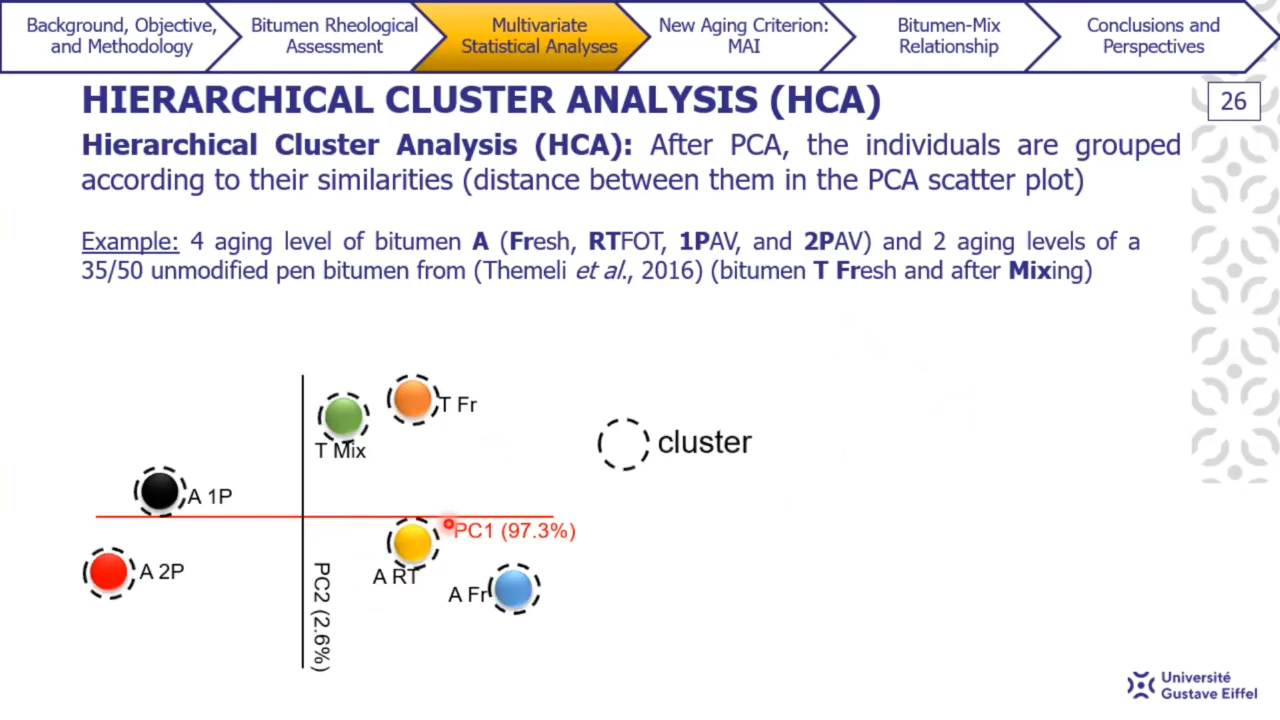 Background, Objective,
and Methodology
Bitumen Rheological
Assessment
Multivariate
Statistical Analyses
New Aging Criterion:
MAI
Bitumen-Mix
Relationship
Conclusions and
Perspectives
HIERARCHICAL CLUSTER ANALYSIS (HCA)
26
Hierarchical Cluster Analysis (HCA): After PCA, the individuals are grouped
according to their similarities (distance between them in the PCA scatter plot)
Example: 4 aging level of bitumen A (Fresh, RTFOT, 1PAV, and 2PAV) and 2 aging levels of a
35/50 unmodified pen bitumen from (Themeli et al., 2016) (bitumen T Fresh and after Mixing)
T Fr
T Mix
cluster
A 1P
PC1 (97.3%)
A 2P
A RT
A Fr
PC2 (2.6%)
Université
Gustave Eiffel